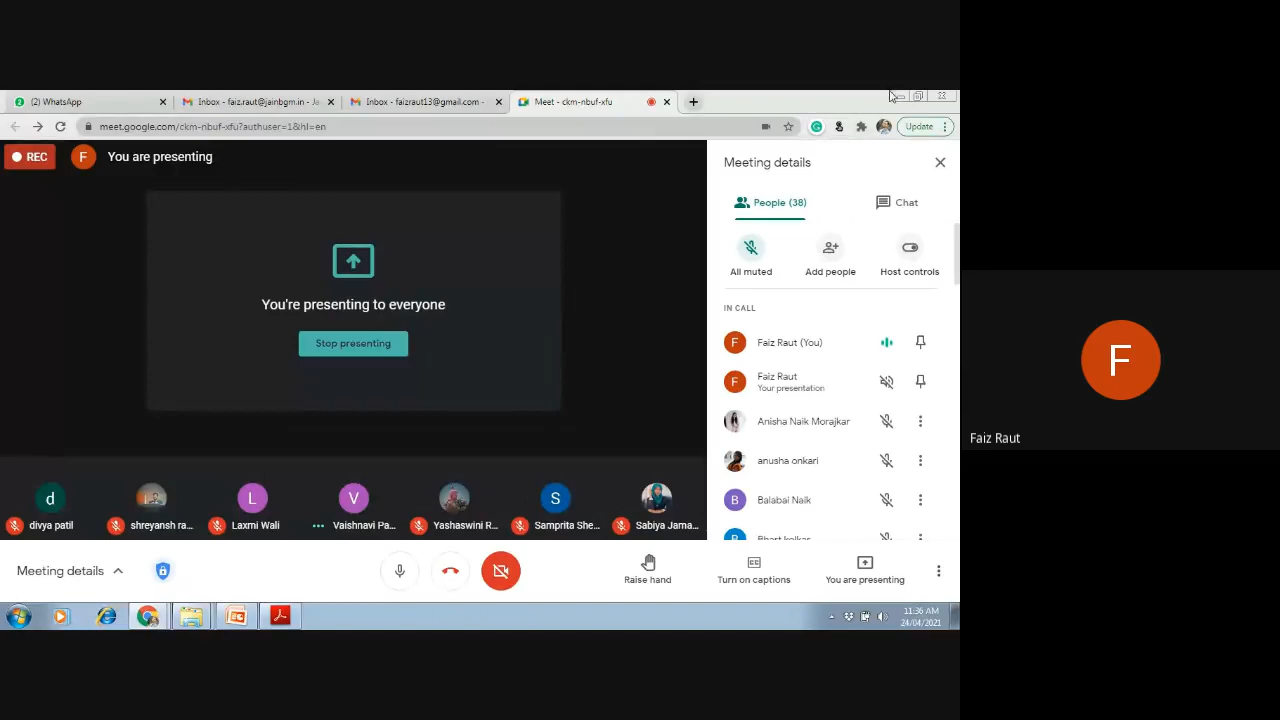 (2) WhatsApp
Inbox - faiz.raut@jainbgm.in - Ja
Inbox - faizraut13@gmail.com -
Meet - ckm-nbuf-xfu
meet.google.com/ckm-nbuf-xfu?authuser=1&hl=en
Update
REC
F
You are presenting
You're presenting to everyone
Stop presenting
Meeting details
People (38)
Chat
All muted
Add people
Host controls
IN CALL
F
Faiz Raut (You)
F
Faiz Raut
Your presentation
Anisha Naik Morajkar
anusha onkari
B
Balabai Naik
d
divya patil
shreyansh ra...
L
Laxmi Wali
V
Vaishnavi Pa...
Yashaswini R...
S
Samprita She...
Sabiya Jama...
Meeting details
Raise hand
Turn on captions
You are presenting
11:36 AM
24/04/2021
F
Faiz Raut